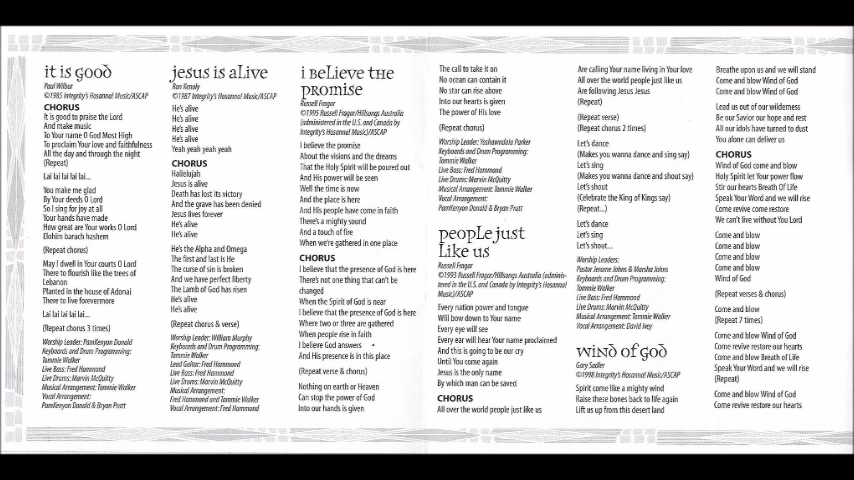 it is good
Paul Wilbur
©1985 Integrity's Hosanna! Music/ASCAP
CHORUS
It is good to praise the Lord
And make music
To Your name O God Most High
To proclaim Your love and faithfulness
All the day and through the night
(Repeat)
Lai lai lai lai lai...
You make me glad
By Your deeds O Lord
So I sing for joy at all
Your hands have made
How great are Your works O Lord
Elohim baruch hashem
(Repeat chorus)
May I dwell in Your courts O Lord
There to flourish like the trees of
Lebanon
Planted in the house of Adonai
There to live forevermore
Lai lai lai lai lai...
(Repeat chorus 3 times)
Worship Leader: PamKenyon Donald
Keyboards and Drum Programming:
Tommie Walker
Live Bass: Fred Hammond
Live Drums: Marvin McQuitty
Musical Arrangement: Tommie Walker
Vocal Arrangement:
PamKenyon Donald & Bryan Pratt
jesus is alive
Ron Kenoly
©1987 Integrity's Hosanna! Music/ASCAP
He's alive
He's alive
He's alive
He's alive
Yeah yeah yeah yeah
CHORUS
Hallelujah
Jesus is alive
Death has lost its victory
And the grave has been denied
Jesus lives forever
He's alive
He's alive
He's the Alpha and Omega
The first and last is He
The curse of sin is broken
And we have perfect liberty
The Lamb of God has risen
He's alive
He's alive
(Repeat chorus & verse)
Worship Leader: William Murphy
Keyboards and Drum Programming:
Tommie Walker
Lead Guitar: Fred Hammond
Live Bass: Fred Hammond
Live Drums: Marvin McQuitty
Musical Arrangement:
Fred Hammond and Tommie Walker
Vocal Arrangement: Fred Hammond
i believe the
promise
Russell Fragar
©1995 Russell Fragar/Hillsongs Australia
(administered in the U.S. and Canada by
Integrity's Hosanna! Music)/ASCAP
I believe the promise
About the visions and the dreams
That the Holy Spirit will be poured out
And His power will be seen
Well the time is now
And the place is here
And His people have come in faith
There's a mighty sound
And a touch of fire
When we're gathered in one place
CHORUS
I believe that the presence of God is here
There's not one thing that can't be
changed
When the Spirit of God is near
I believe that the presence of God is here
Where two or three are gathered
When people rise in faith
I believe God answers
And His presence is in this place
(Repeat verse & chorus)
Nothing on earth or Heaven
Can stop the power of God
Into our hands is given
The call to take it on
No ocean can contain it
No star can rise above
Into our hearts is given
The power of His love
(Repeat chorus)
Worship Leader: Yashawndala Parker
Keyboards and Drum Programming:
Tommie Walker
Live Bass: Fred Hammond
Live Drums: Marvin McQuitty
Musical Arrangement: Tommie Walker
Vocal Arrangement:
PamKenyon Donald & Bryan Pratt
people just
like us
Russell Fragar
©1993 Russell Fragar/Hillsongs Australia (adminis-
tered in the U.S. and Canada by Integrity's Hosanna!
Music)/ASCAP
Every nation power and tongue
Will bow down to Your name
Every eye will see
Every ear will hear Your name proclaimed
And this is going to be our cry
Until You come again
Jesus is the only name
By which man can be saved
CHORUS
All over the world people just like us
Are calling Your name living in Your love
All over the world people just like us
Are following Jesus Jesus
(Repeat)
(Repeat verse)
(Repeat chorus 2 times)
Let's dance
(Makes you wanna dance and sing say)
Let's sing
(Makes you wanna dance and shout say)
Let's shout
(Celebrate the King of Kings say)
(Repeat...)
Let's dance
Let's sing
Let's shout...
Worship Leaders:
Pastor Jerome Johns & Marsha Johns
Keyboards and Drum Programming:
Tommie Walker
Live Bass: Fred Hammond
Live Drums: Marvin McQuitty
Musical Arrangement: Tommie Walker
Vocal Arrangement: David Ivey
wind of god
Gary Sadler
©1998 Integrity's Hosanna! Music/ASCAP
Spirit come like a mighty wind
Raise these bones back to life again
Lift us up from this desert land
Breathe upon us and we will stand
Come and blow Wind of God
Come and blow Wind of God
Lead us out of our wilderness
Be our Savior our hope and rest
All our idols have turned to dust
You alone can deliver us
CHORUS
Wind of God come and blow
Holy Spirit let Your power flow
Stir our hearts Breath Of Life
Speak Your Word and we will rise
Come revive come restore
We can't live without You Lord
Come and blow
Come and blow
Come and blow
Come and blow
Wind of God
(Repeat verses & chorus)
Come and blow
(Repeat 7 times)
Come and blow Wind of God
Come revive restore our hearts
Come and blow Breath of Life
Speak Your Word and we will rise
(Repeat)
Come and blow Wind of God
Come revive restore our hearts